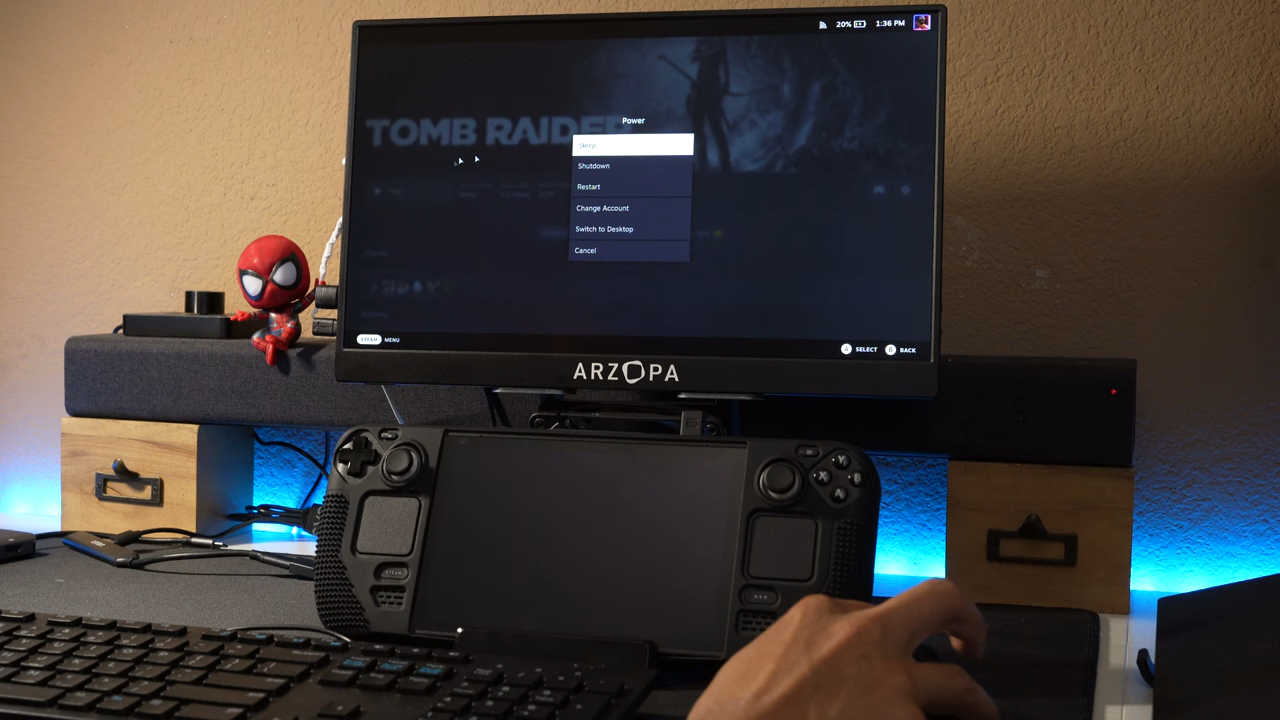 20% 1:36 PM
TOMB RAIDER
Power
Sleep
Shutdown
Restart
Change Account
Switch to Desktop
Cancel
STEAM MENU
A SELECT B BACK
ARZOPA
Y
X B
A
STEAM